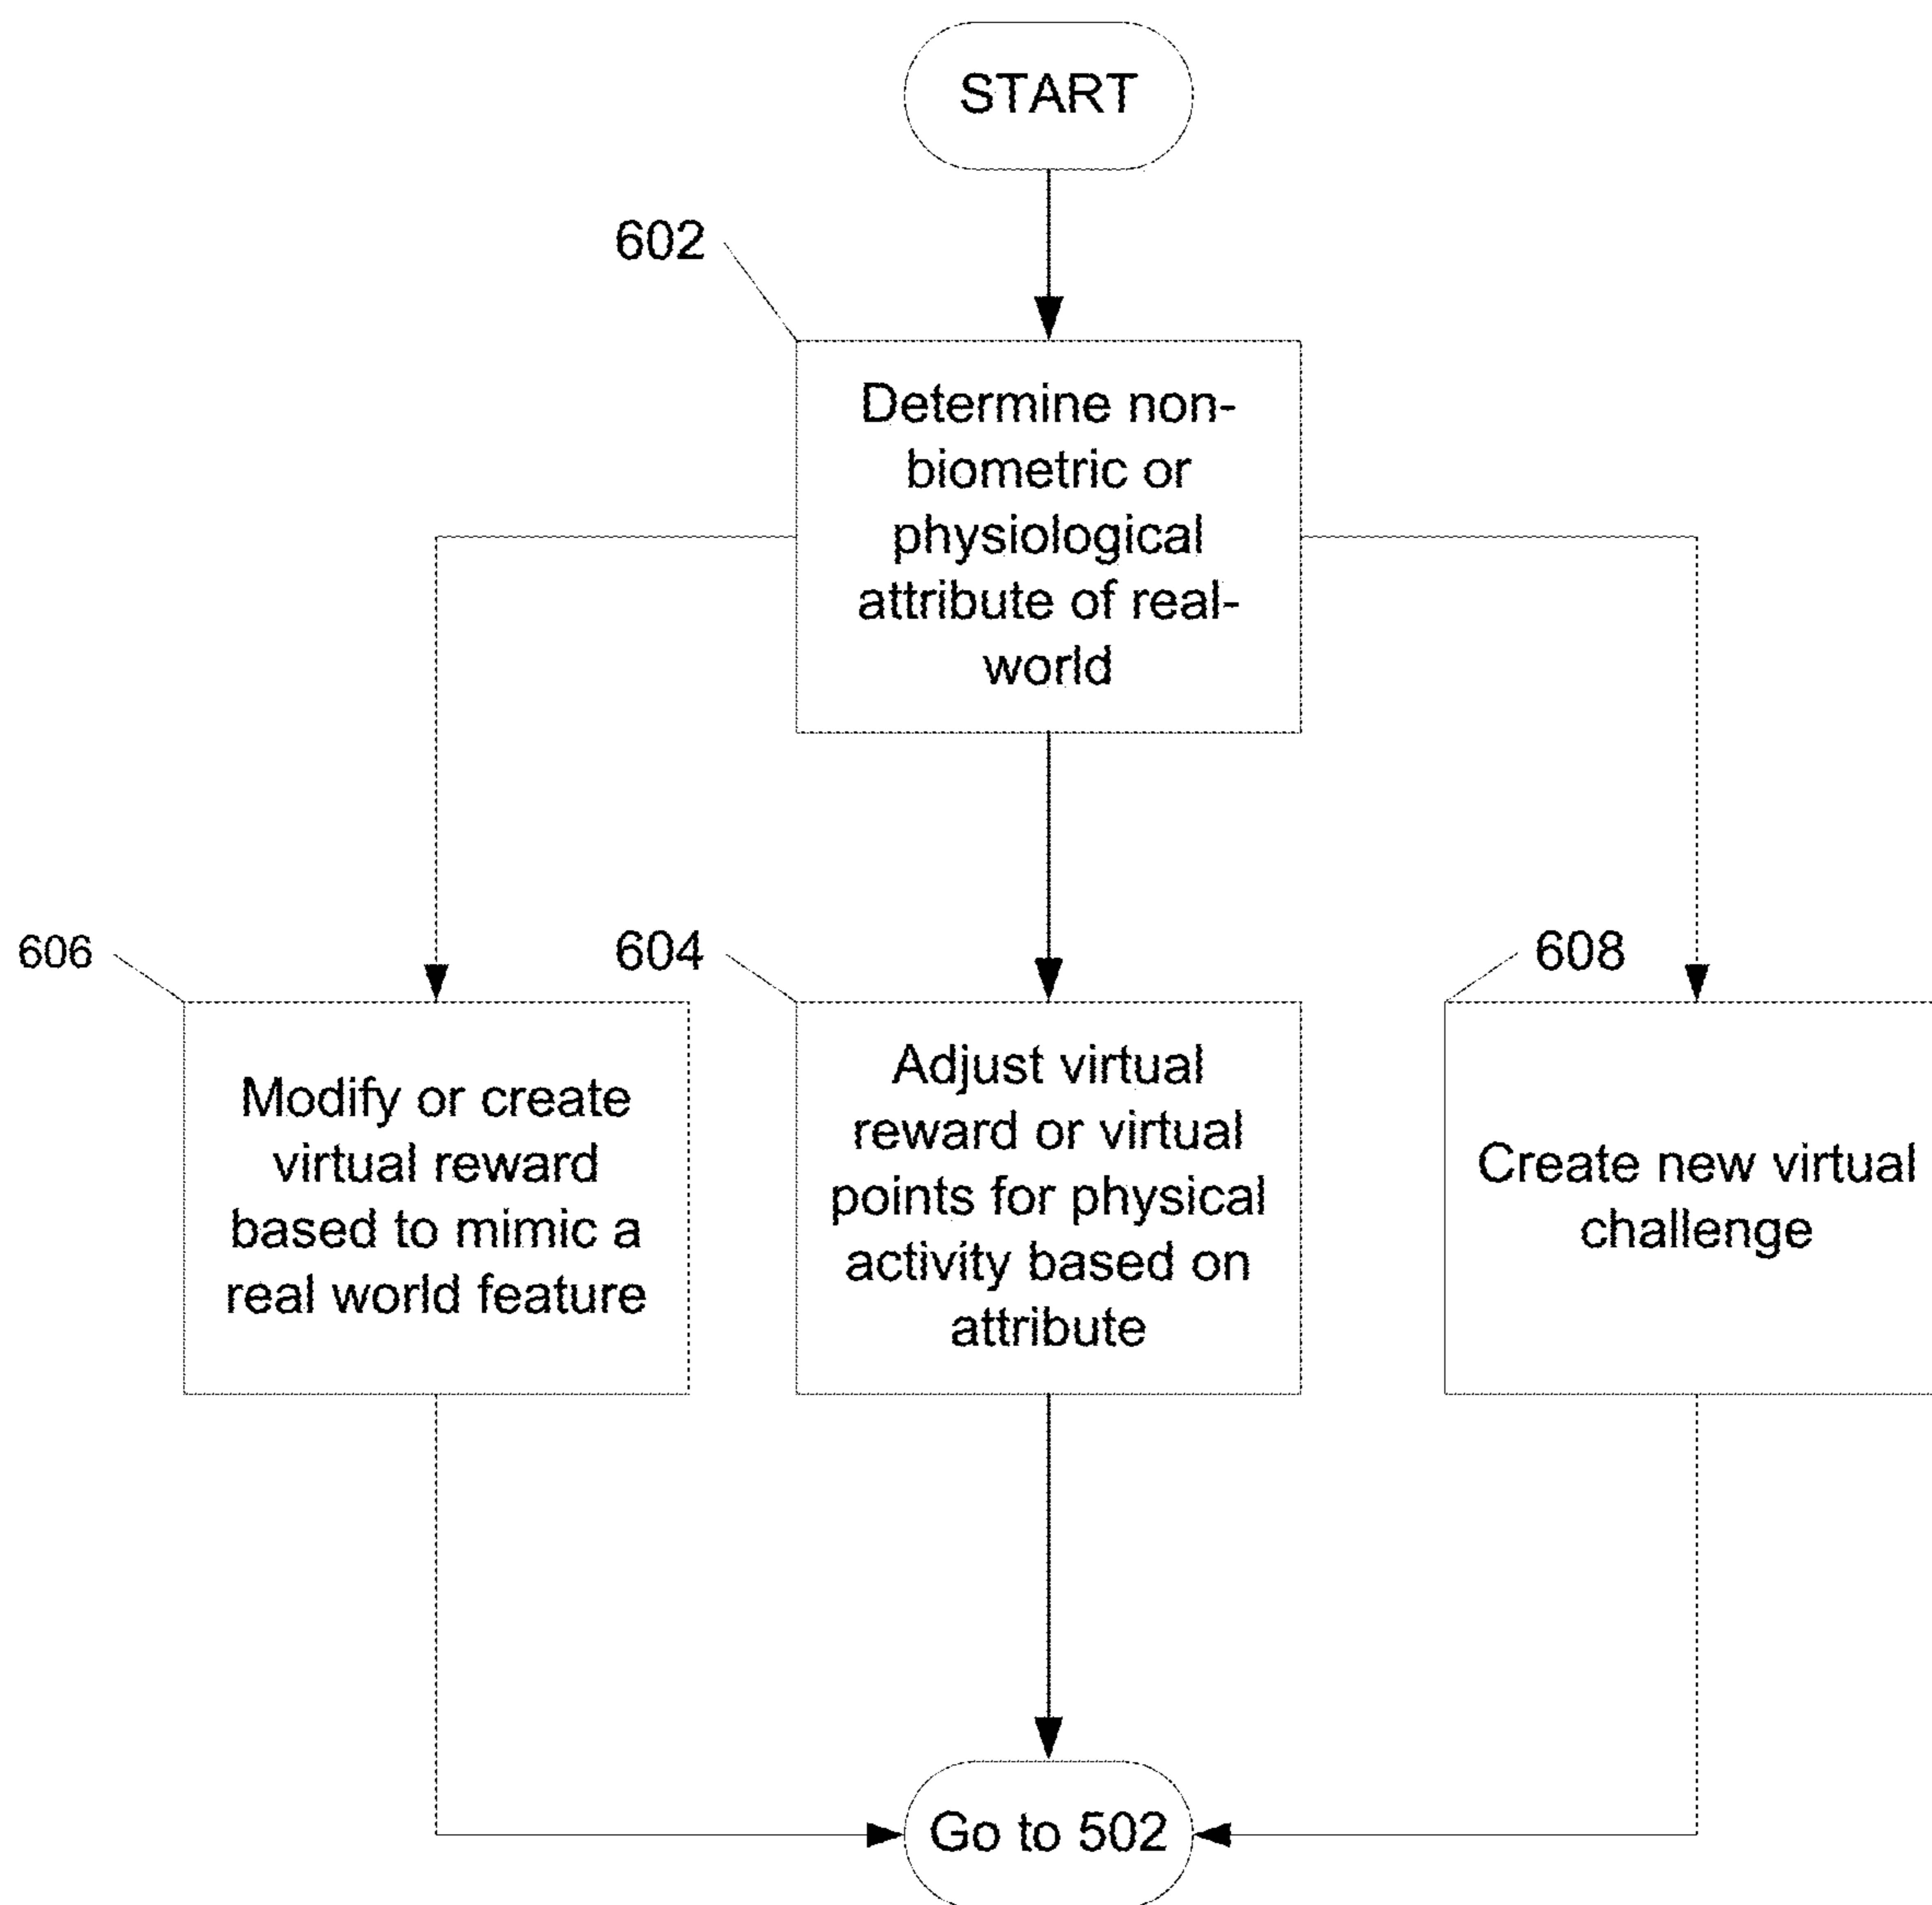 START
602
Determine non-
biometric or
physiological
attribute of real-
world
606
604
608
Modify or create
virtual reward
based to mimic a
real world feature
Adjust virtual
reward or virtual
points for physical
activity based on
attribute
Create new virtual
challenge
Go to 502